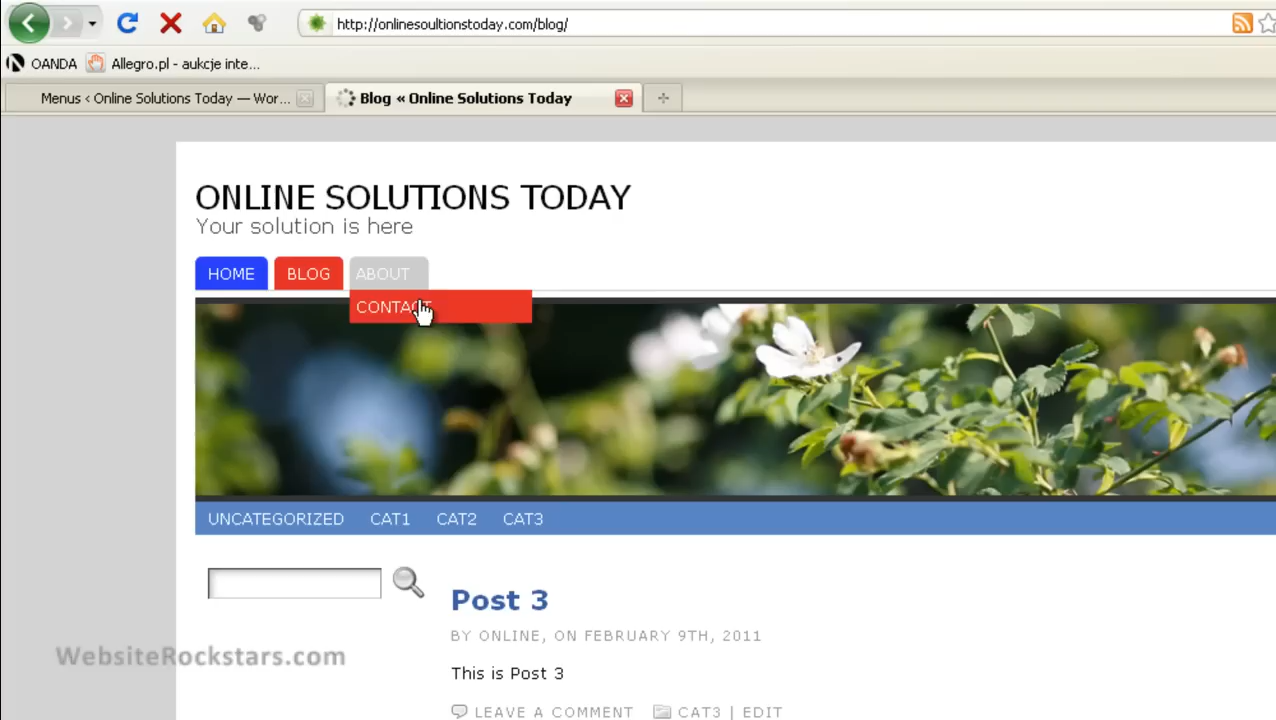 http://onlinesoultionstoday.com/blog/
OANDA Allegro.pl - aukcje inte...
Menus ‹ Online Solutions Today — Wor... Blog « Online Solutions Today
ONLINE SOLUTIONS TODAY
Your solution is here
HOME BLOG ABOUT
CONTACT
UNCATEGORIZED CAT1 CAT2 CAT3
Post 3
BY ONLINE, ON FEBRUARY 9TH, 2011
WebsiteRockstars.com
This is Post 3
LEAVE A COMMENT CAT3 | EDIT